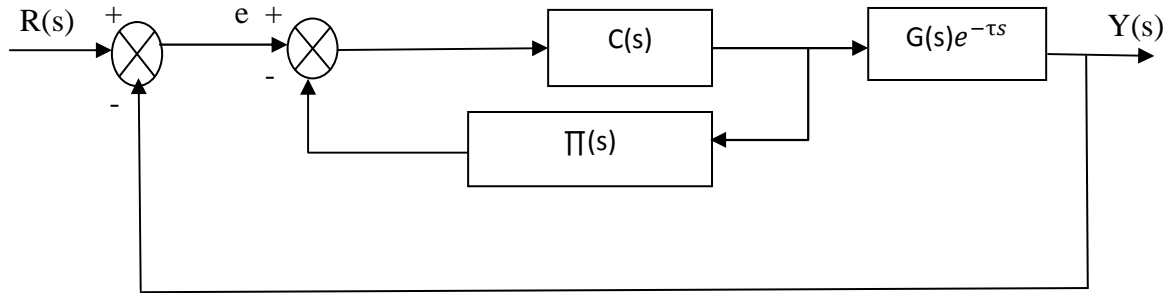 R(s) + e + C(s) G(s)e^{−τs} Y(s)
- -
∏(s)